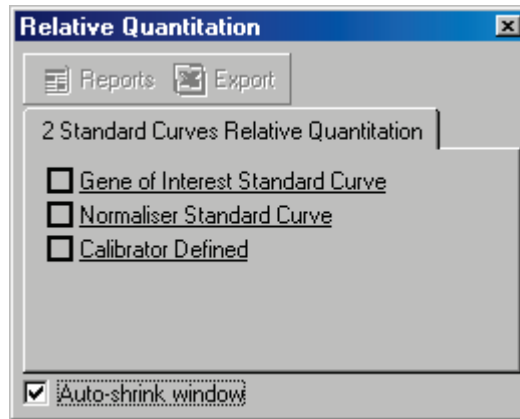 Relative Quantitation
Reports Export
2 Standard Curves Relative Quantitation
Gene of Interest Standard Curve
Normaliser Standard Curve
Calibrator Defined
Auto-shrink window